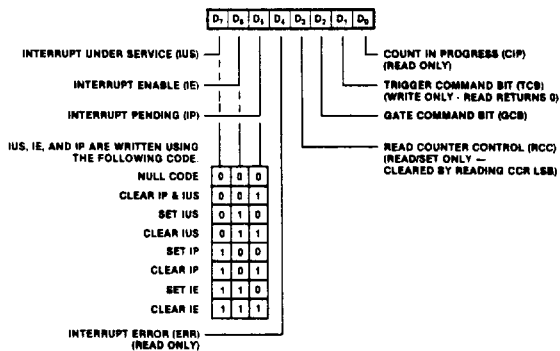 D7 D6 D5 D4 D3 D2 D1 D0
INTERRUPT UNDER SERVICE (IUS)
INTERRUPT ENABLE (IE)
INTERRUPT PENDING (IP)
IUS, IE, AND IP ARE WRITTEN USING
THE FOLLOWING CODE.
NULL CODE 0 0 0
CLEAR IP & IUS 0 0 1
SET IUS 0 1 0
CLEAR IUS 0 1 1
SET IP 1 0 0
CLEAR IP 1 0 1
SET IE 1 1 0
CLEAR IE 1 1 1
INTERRUPT ERROR (ERR)
(READ ONLY)
COUNT IN PROGRESS (CIP)
(READ ONLY)
TRIGGER COMMAND BIT (TCB)
(WRITE ONLY - READ RETURNS 0)
GATE COMMAND BIT (GCB)
READ COUNTER CONTROL (RCC)
(READ/SET ONLY —
CLEARED BY READING CCR LSB)